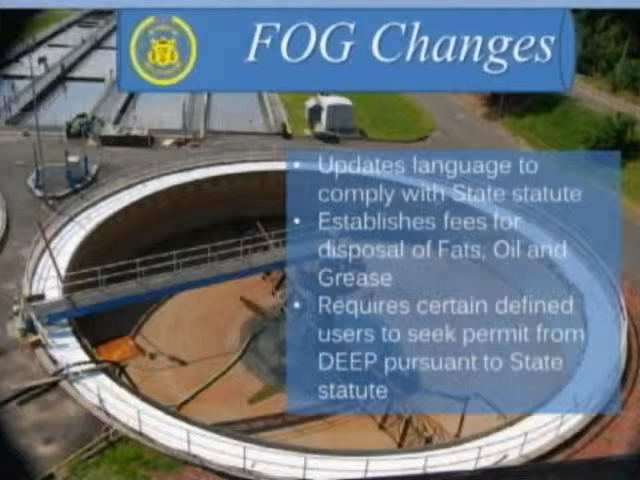 FOG Changes
• Updates language to
comply with State statute
• Establishes fees for
disposal of Fats, Oil and
Grease
• Requires certain defined
users to seek permit from
DEEP pursuant to State
statute